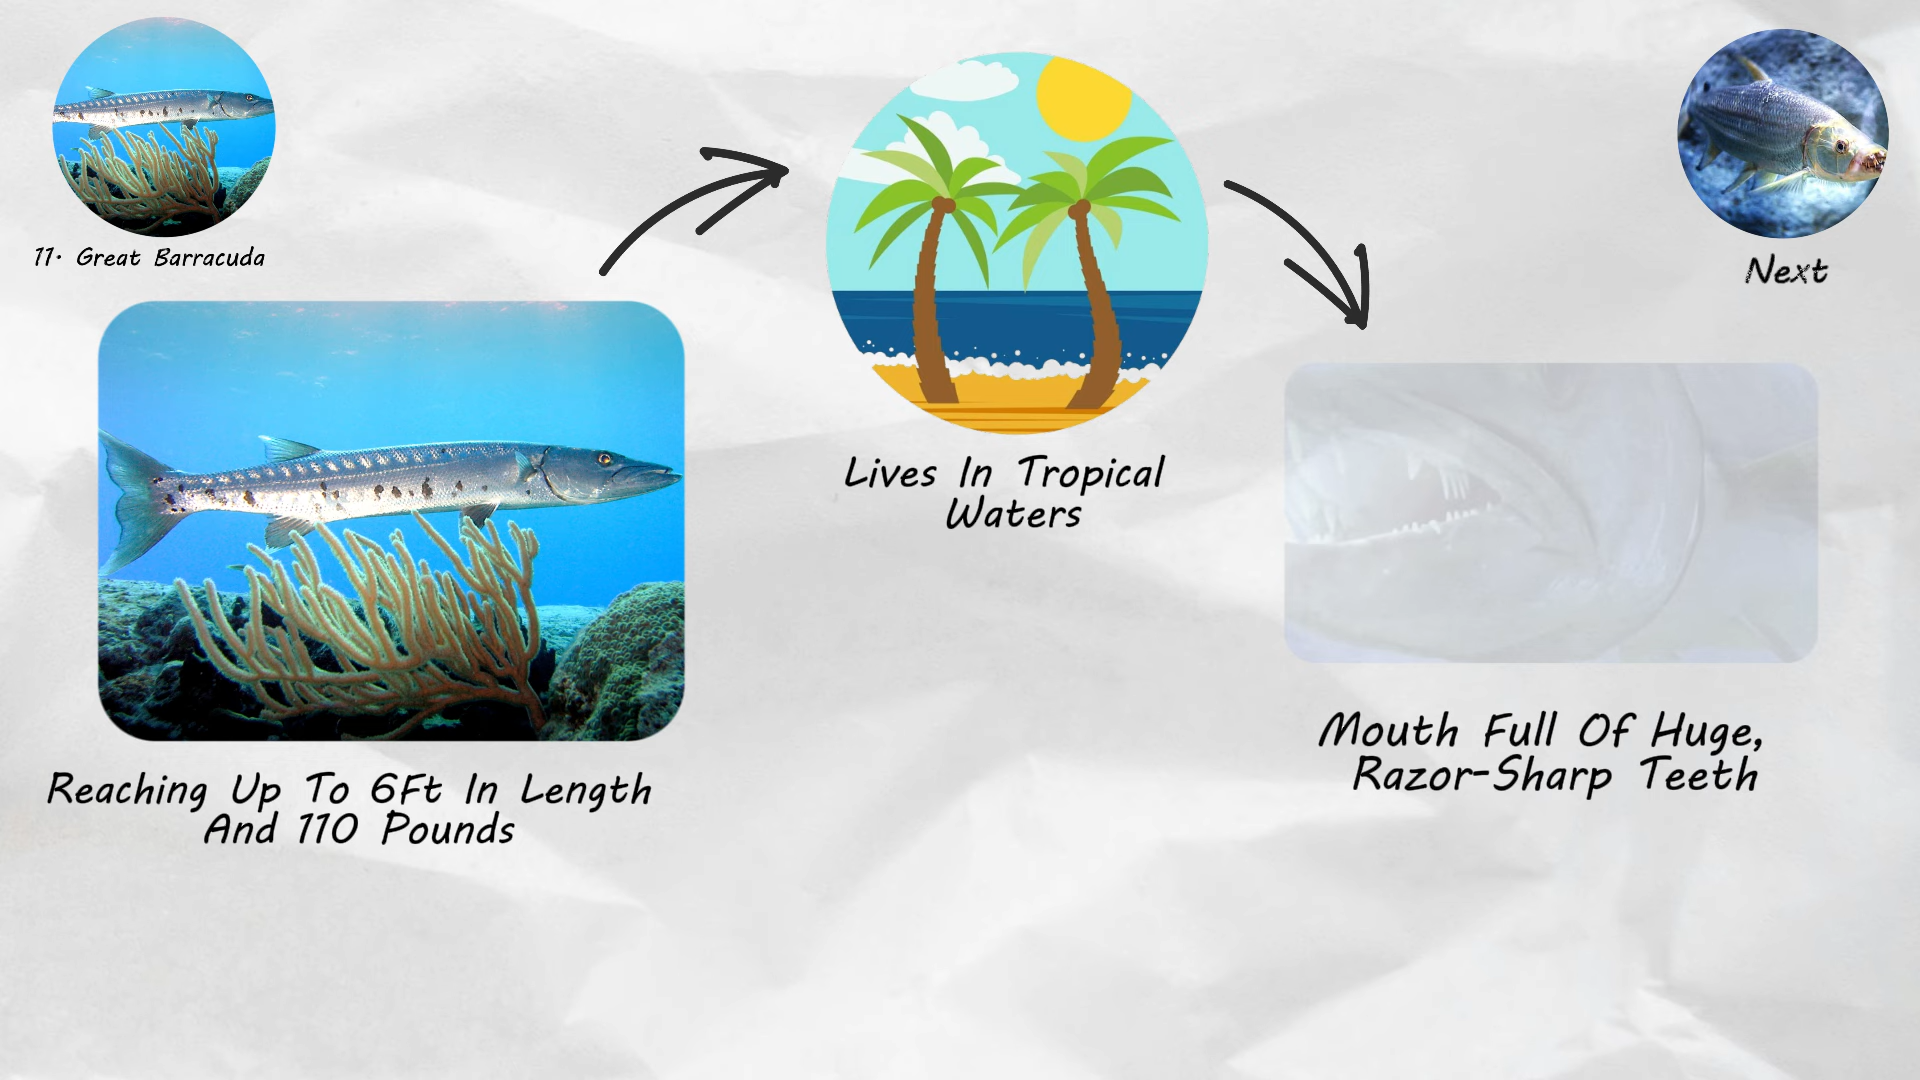 11. Great Barracuda
Next
Lives In Tropical
Waters
Reaching Up To 6Ft In Length
And 110 Pounds
Mouth Full Of Huge,
Razor-Sharp Teeth